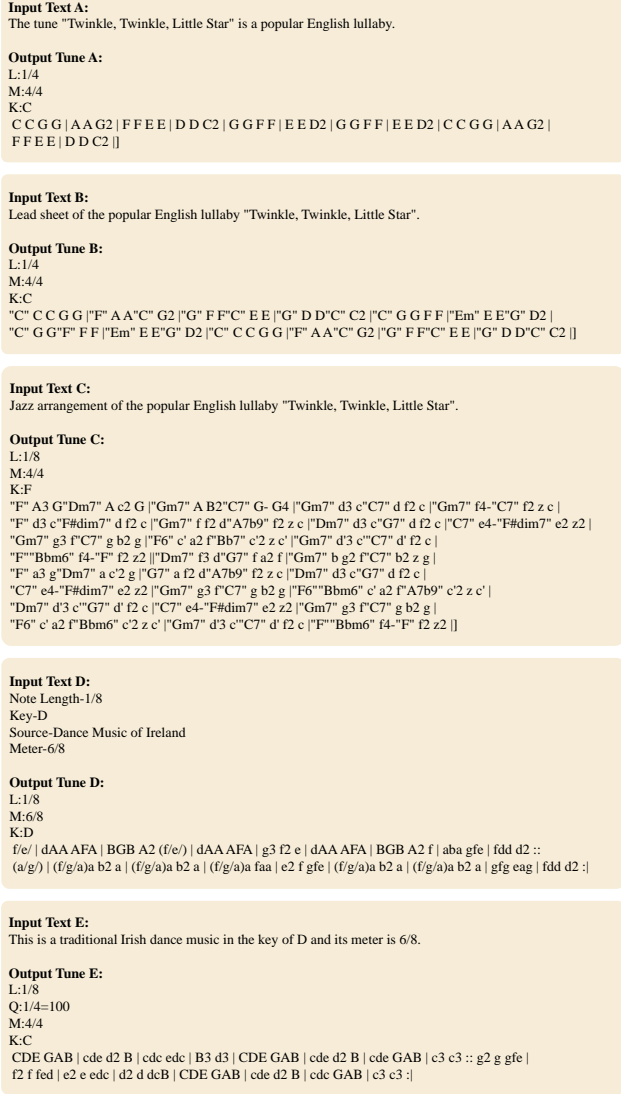 Input Text A:
The tune "Twinkle, Twinkle, Little Star" is a popular English lullaby.
Output Tune A:
L:1/4
M:4/4
K:C
C C G G | A A G2 | F F E E | D D C2 | G G F F | E E D2 | G G F F | E E D2 | C C G G | A A G2 |
F F E E | D D C2 |]
Input Text B:
Lead sheet of the popular English lullaby "Twinkle, Twinkle, Little Star".
Output Tune B:
L:1/4
M:4/4
K:C
"C" C C G G |"F" A A"C" G2 |"G" F F"C" E E |"G" D D"C" C2 |"C" G G F F |"Em" E E"G" D2 |
"C" G G"F" F F |"Em" E E"G" D2 |"C" C C G G |"F" A A"C" G2 |"G" F F"C" E E |"G" D D"C" C2 |]
Input Text C:
Jazz arrangement of the popular English lullaby "Twinkle, Twinkle, Little Star".
Output Tune C:
L:1/8
M:4/4
K:F
"F" A3 G"Dm7" A c2 G |"Gm7" A B2"C7" G- G4 |"Gm7" d3 c"C7" d f2 c |"Gm7" f4-"C7" f2 z c |
"F" d3 c"F#dim7" d f2 c |"Gm7" f f2 d"A7b9" f2 z c |"Dm7" d3 c"G7" d f2 c |"C7" e4-"F#dim7" e2 z2 |
"Gm7" g3 f"C7" g b2 g |"F6" c' a2 f"Bb7" c'2 z c' |"Gm7" d'3 c'"C7" d' f2 c |
"F""Bbm6" f4-"F" f2 z2 ||"Dm7" f3 d"G7" f a2 f |"Gm7" b g2 f"C7" b2 z g |
"F" a3 g"Dm7" a c'2 g |"G7" a f2 d"A7b9" f2 z c |"Dm7" d3 c"G7" d f2 c |
"C7" e4-"F#dim7" e2 z2 |"Gm7" g3 f"C7" g b2 g |"F6""Bbm6" c' a2 f"A7b9" c'2 z c' |
"Dm7" d'3 c'"G7" d' f2 c |"C7" e4-"F#dim7" e2 z2 |"Gm7" g3 f"C7" g b2 g |
"F6" c' a2 f"Bbm6" c'2 z c' |"Gm7" d'3 c'"C7" d' f2 c |"F""Bbm6" f4-"F" f2 z2 |]
Input Text D:
Note Length-1/8
Key-D
Source-Dance Music of Ireland
Meter-6/8
Output Tune D:
L:1/8
M:6/8
K:D
f/e/ | dAA AFA | BGB A2 (f/e/) | dAA AFA | g3 f2 e | dAA AFA | BGB A2 f | aba gfe | fdd d2 ::
(a/g/) | (f/g/a) b2 a | (f/g/a) b2 a | (f/g/)a faa | e2 f gfe | (f/g/)a b2 a | (f/g/)a b2 a | gfg eag | fdd d2 :|
Input Text E:
This is a traditional Irish dance music in the key of D and its meter is 6/8.
Output Tune E:
L:1/8
Q:1/4=100
M:4/4
K:C
CDE GAB | cde d2 B | cdc edc | B3 d3 | CDE GAB | cde d2 B | cde GAB | c3 c3 :: g2 g gfe |
f2 f fed | e2 e edc | d2 d dcB | CDE GAB | cde d2 B | cdc GAB | c3 c3 :|